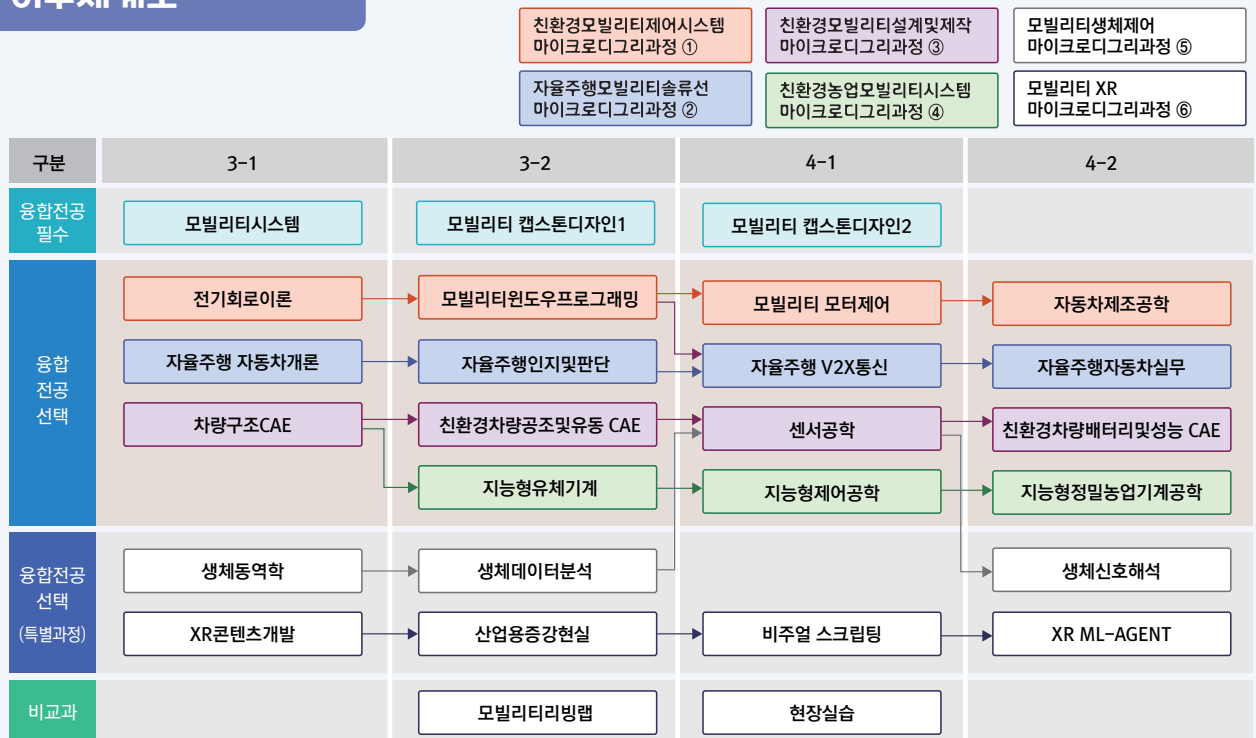 이수체계도
친환경모빌리티제어시스템
마이크로디그리과정 ①
친환경모빌리티설계및제작
마이크로디그리과정 ③
모빌리티생체제어
마이크로디그리과정 ⑤
자율주행모빌리티솔류선
마이크로디그리과정 ②
친환경농업모빌리티시스템
마이크로디그리과정 ④
모빌리티 XR
마이크로디그리과정 ⑥
구분
3-1
3-2
4-1
4-2
융합전공
필수
모빌리티시스템
모빌리티 캡스톤디자인1
모빌리티 캡스톤디자인2
융합
전공
선택
전기회로이론
모빌리티윈도우프로그래밍
모빌리티 모터제어
자동차제조공학
자율주행 자동차개론
자율주행인지및판단
자율주행 V2X통신
자율주행자동차실무
차량구조CAE
친환경차량공조및유동 CAE
센서공학
친환경차량배터리및성능 CAE
지능형유체기계
지능형제어공학
지능형정밀농업기계공학
융합전공
선택
(특별과정)
생체동역학
생체데이터분석
생체신호해석
XR콘텐츠개발
산업용증강현실
비주얼 스크립팅
XR ML-AGENT
비교과
모빌리티리빙랩
현장실습